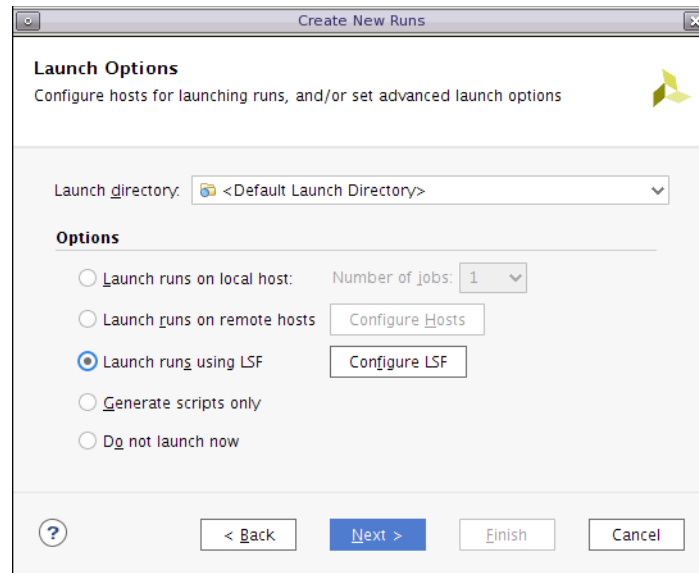 Create New Runs
Launch Options
Configure hosts for launching runs, and/or set advanced launch options
Launch directory: <Default Launch Directory>
Options
Launch runs on local host: Number of jobs: 1
Launch runs on remote hosts Configure Hosts
Launch runs using LSF Configure LSF
Generate scripts only
Do not launch now
? < Back Next > Finish Cancel